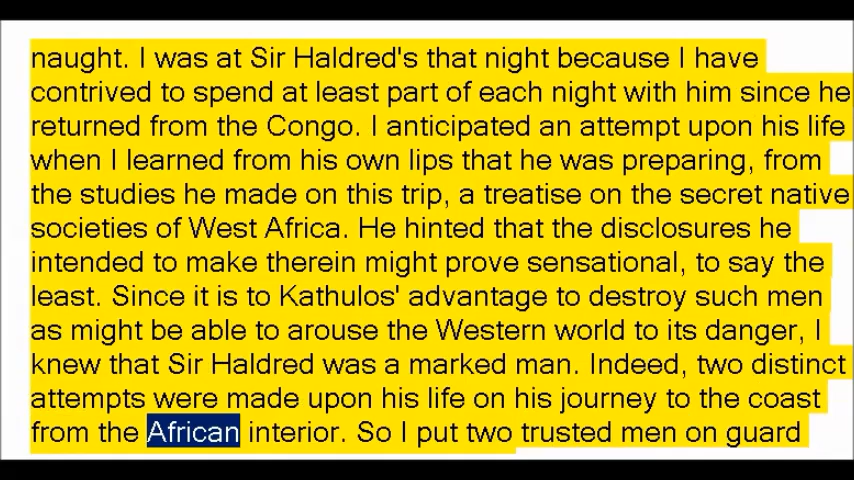 naught. I was at Sir Haldred's that night because I have
contrived to spend at least part of each night with him since he
returned from the Congo. I anticipated an attempt upon his life
when I learned from his own lips that he was preparing, from
the studies he made on this trip, a treatise on the secret native
societies of West Africa. He hinted that the disclosures he
intended to make therein might prove sensational, to say the
least. Since it is to Kathulos' advantage to destroy such men
as might be able to arouse the Western world to its danger, I
knew that Sir Haldred was a marked man. Indeed, two distinct
attempts were made upon his life on his journey to the coast
from the African interior. So I put two trusted men on guard